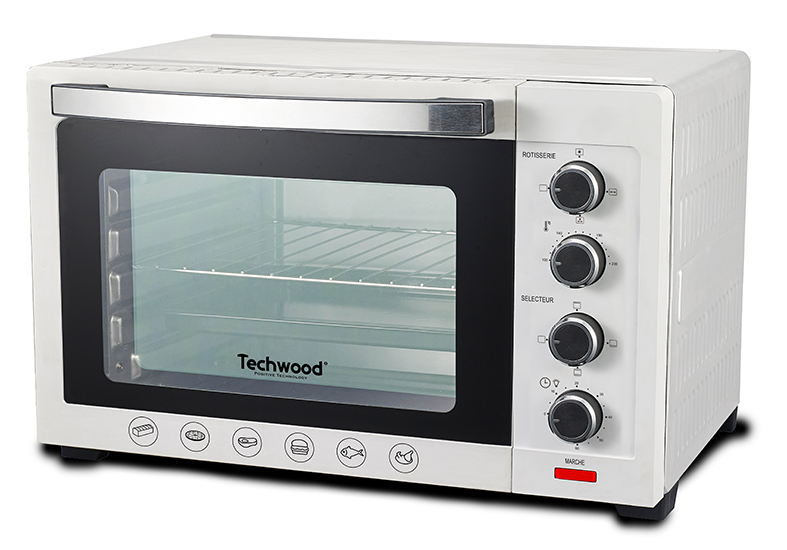 ROTISSERIE
SELECTEUR
Techwood
POSITIVE TECHNOLOGY
MARCHE